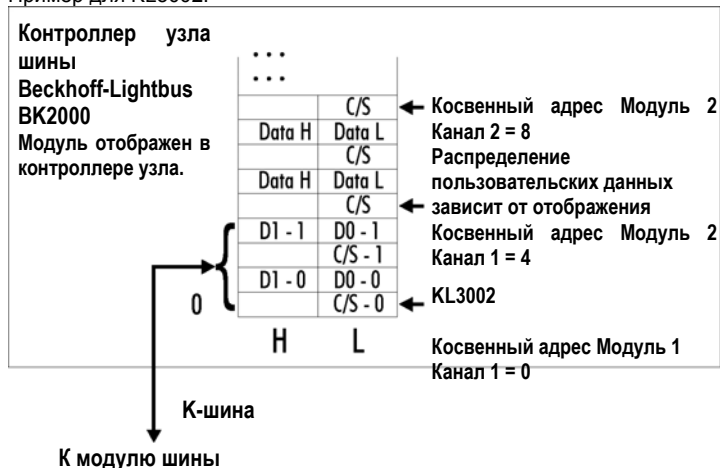 Пример для KL3002:
Контроллер узла
шины
Beckhoff-Lightbus
BK2000
Модуль отображен в
контроллере узла.
...
...
C/S
Data H Data L
C/S
Data H Data L
C/S
D1 - 1 D0 - 1
C/S - 1
D1 - 0 D0 - 0
0 C/S - 0
H L
Косвенный адрес Модуль 2
Канал 2 = 8
Распределение
пользовательских данных
зависит от отображения
Косвенный адрес Модуль 2
Канал 1 = 4
KL3002
Косвенный адрес Модуль 1
Канал 1 = 0
K-шина
К модулю шины